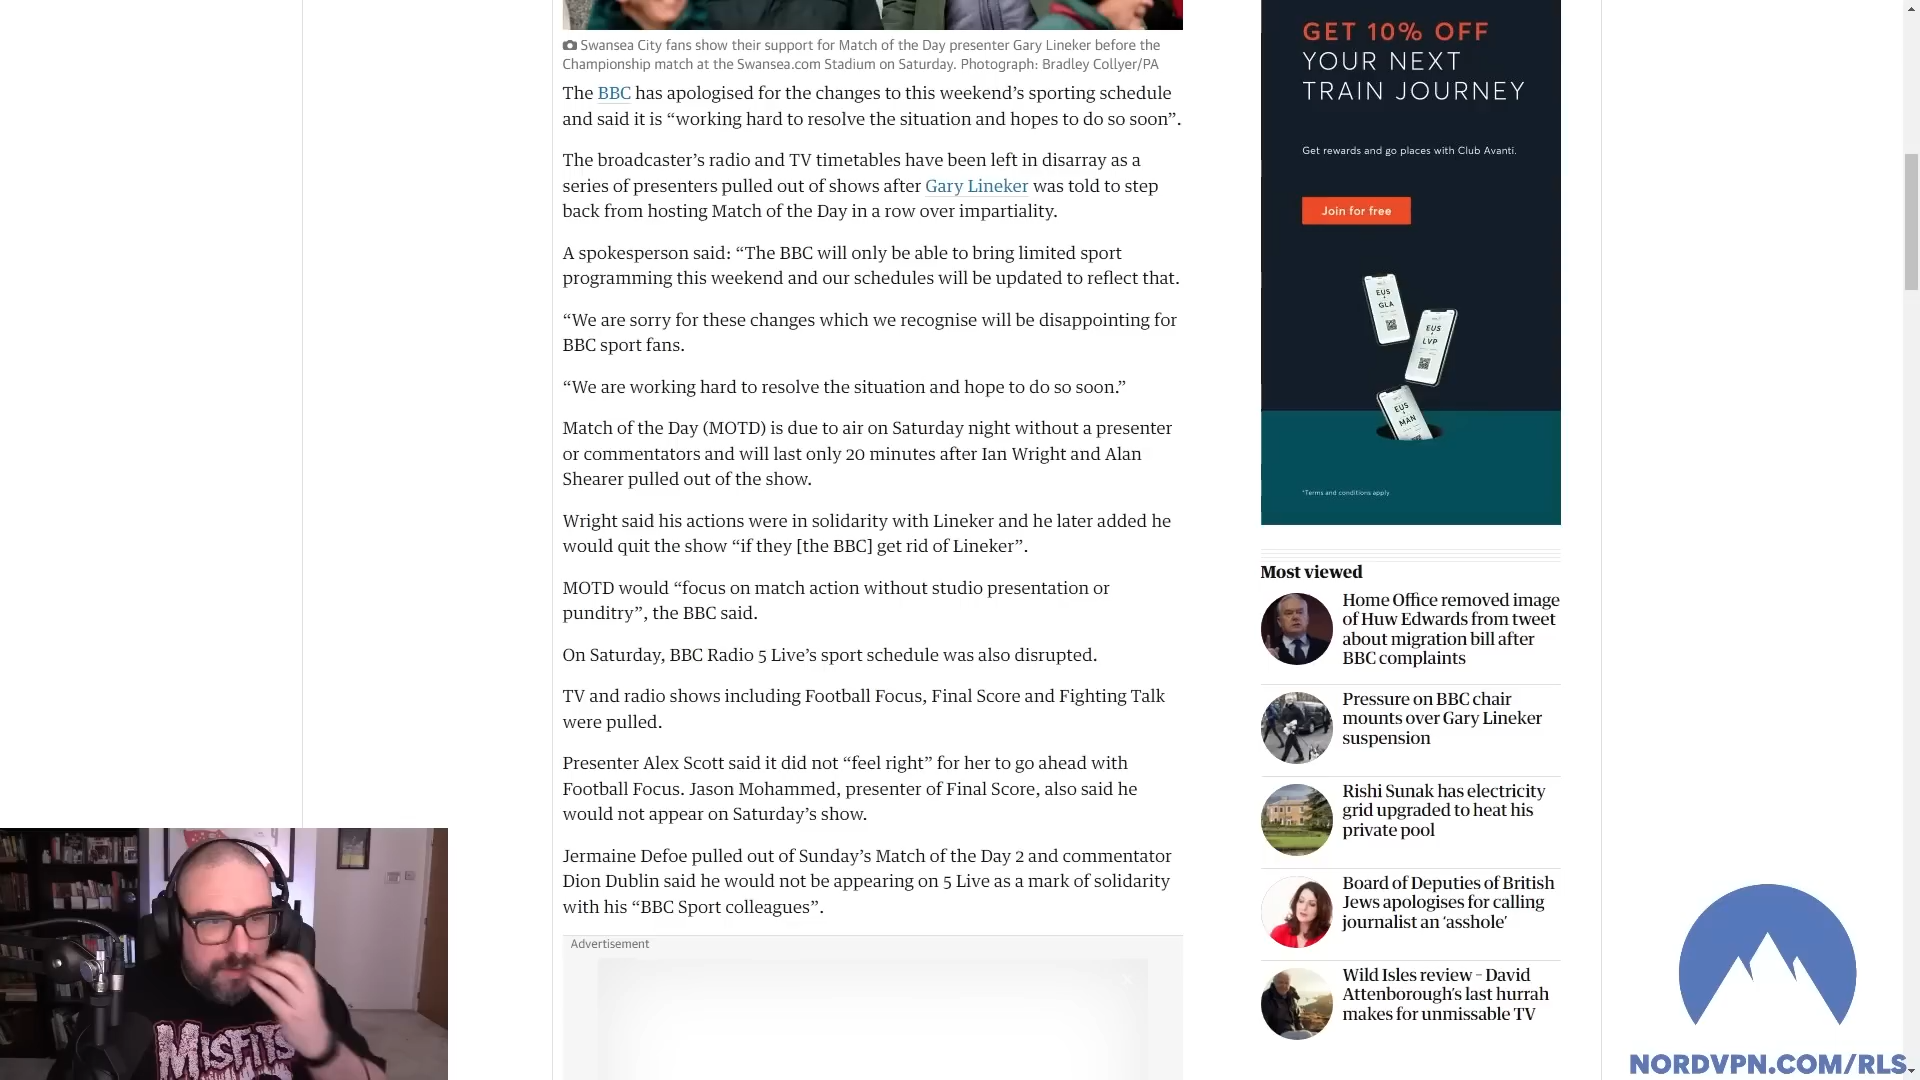 Swansea City fans show their support for Match of the Day presenter Gary Lineker before the
Championship match at the Swansea.com Stadium on Saturday. Photograph: Bradley Collyer/PA
The BBC has apologised for the changes to this weekend’s sporting schedule
and said it is “working hard to resolve the situation and hopes to do so soon”.
The broadcaster’s radio and TV timetables have been left in disarray as a
series of presenters pulled out of shows after Gary Lineker was told to step
back from hosting Match of the Day in a row over impartiality.
A spokesperson said: “The BBC will only be able to bring limited sport
programming this weekend and our schedules will be updated to reflect that.
“We are sorry for these changes which we recognise will be disappointing for
BBC sport fans.
“We are working hard to resolve the situation and hope to do so soon.”
Match of the Day (MOTD) is due to air on Saturday night without a presenter
or commentators and will last only 20 minutes after Ian Wright and Alan
Shearer pulled out of the show.
Wright said his actions were in solidarity with Lineker and he later added he
would quit the show “if they [the BBC] get rid of Lineker”.
MOTD would “focus on match action without studio presentation or
punditry”, the BBC said.
On Saturday, BBC Radio 5 Live’s sport schedule was also disrupted.
TV and radio shows including Football Focus, Final Score and Fighting Talk
were pulled.
Presenter Alex Scott said it did not “feel right” for her to go ahead with
Football Focus. Jason Mohammed, presenter of Final Score, also said he
would not appear on Saturday’s show.
Jermaine Defoe pulled out of Sunday’s Match of the Day 2 and commentator
Dion Dublin said he would not be appearing on 5 Live as a mark of solidarity
with his “BBC Sport colleagues”.
Advertisement
GET 10% OFF
YOUR NEXT
TRAIN JOURNEY
Get rewards and go places with Club Avanti.
Join for free
EUS
GLA
EUS
LVP
EUS
MAN
*Terms and conditions apply
Most viewed
Home Office removed image
of Huw Edwards from tweet
about migration bill after
BBC complaints
Pressure on BBC chair
mounts over Gary Lineker
suspension
Rishi Sunak has electricity
grid upgraded to heat his
private pool
Board of Deputies of British
Jews apologises for calling
journalist an ‘asshole’
Wild Isles review – David
Attenborough’s last hurrah
makes for unmissable TV
MISFITS
NORDVPN.COM/RLS